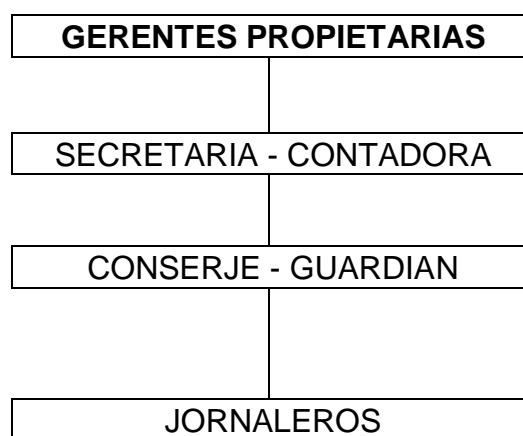 GERENTES PROPIETARIAS
SECRETARIA - CONTADORA
CONSERJE - GUARDIAN
JORNALEROS